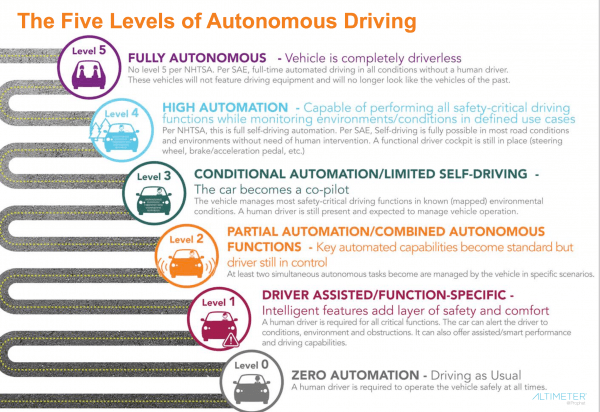 The Five Levels of Autonomous Driving
Level 5
FULLY AUTONOMOUS - Vehicle is completely driverless
No level 5 per NHTSA. Per SAE, full-time automated driving in all conditions without a human driver.
These vehicles will not feature driving equipment and will no longer look like the vehicles of the past.
Level 4
HIGH AUTOMATION - Capable of performing all safety-critical driving
functions while monitoring environments/conditions in defined use cases
Per NHTSA, this is full self-driving automation. Per SAE, Self-driving is fully possible in most road conditions
and environments without need of human intervention. A functional driver cockpit is still in place (steering
wheel, brake/acceleration pedal, etc.)
Level 3
CONDITIONAL AUTOMATION/LIMITED SELF-DRIVING -
The car becomes a co-pilot
The vehicle manages most safety-critical driving functions in known (mapped) environmental
conditions. A human driver is still present and expected to manage vehicle operation.
Level 2
PARTIAL AUTOMATION/COMBINED AUTONOMOUS
FUNCTIONS - Key automated capabilities become standard but
driver still in control
At least two simultaneous autonomous tasks become are managed by the vehicle in specific scenarios.
Level 1
DRIVER ASSISTED/FUNCTION-SPECIFIC -
Intelligent features add layer of safety and comfort
A human driver is required for all critical functions. The car can alert the driver to
conditions, environment and obstructions. It can also offer assisted/smart performance
and driving capabilities.
Level 0
ZERO AUTOMATION - Driving as Usual
A human driver is required to operate the vehicle safely at all times.
ALTIMETER